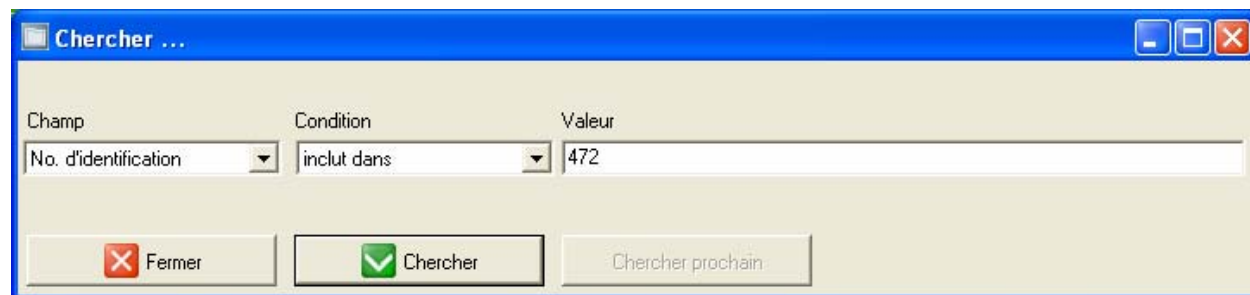 Chercher ...
Champ Condition Valeur
No. d'identification inclut dans 472
Fermer Chercher Chercher prochain